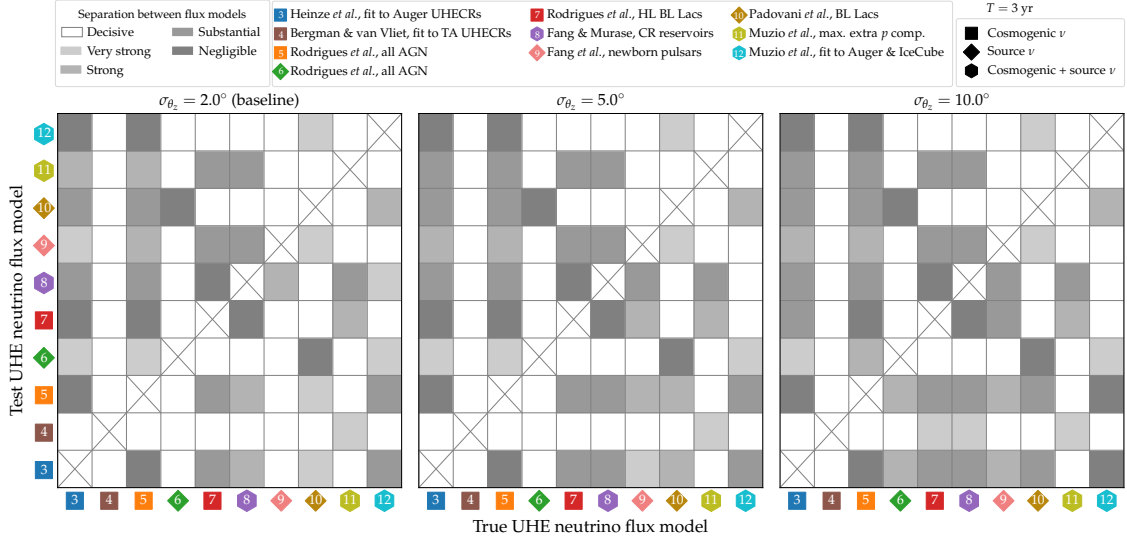 Separation between flux models
Decisive
Very strong
Strong
Substantial
Negligible
3 Heinze et al., fit to Auger UHECRs
4 Bergman & van Vliet, fit to TA UHECRs
5 Rodrigues et al., all AGN
6 Rodrigues et al., all AGN
7 Rodrigues et al., HL BL Lacs
8 Fang & Murase, CR reservoirs
9 Fang et al., newborn pulsars
10 Padovani et al., BL Lacs
11 Muzio et al., max. extra p comp.
12 Muzio et al., fit to Auger & IceCube
T = 3 yr
Cosmogenic ν
Source ν
Cosmogenic + source ν
σθz = 2.0° (baseline)
σθz = 5.0°
σθz = 10.0°
Test UHE neutrino flux model
12
11
10
9
8
7
6
5
4
3
3 4 5 6 7 8 9 10 11 12
3 4 5 6 7 8 9 10 11 12
3 4 5 6 7 8 9 10 11 12
True UHE neutrino flux model